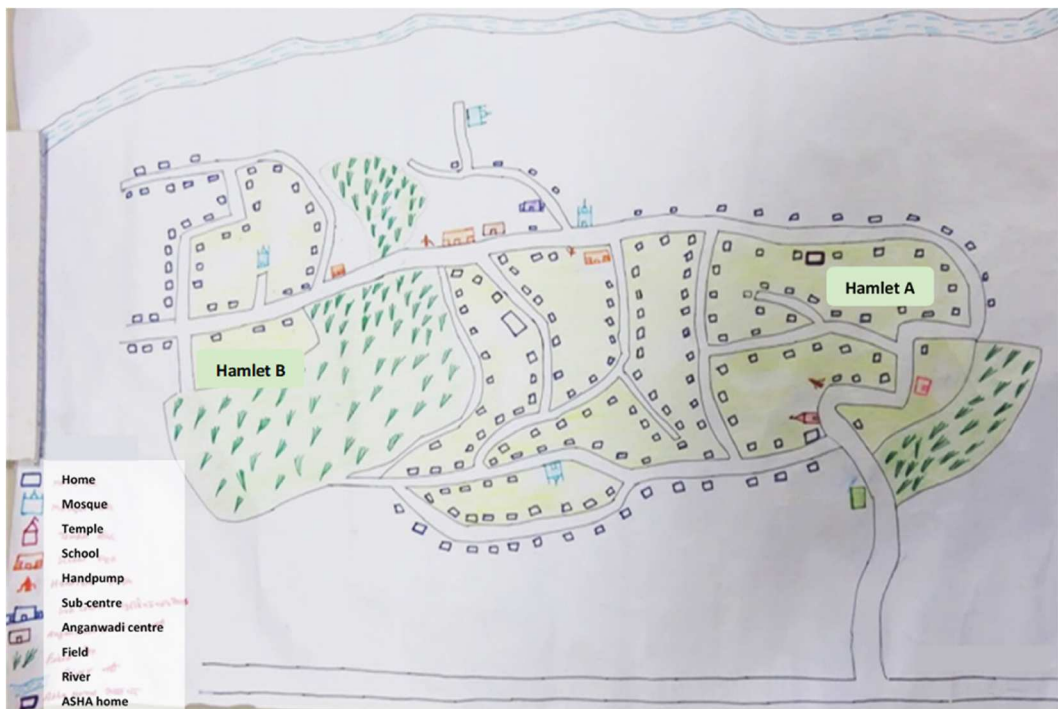 Hamlet A
Hamlet B
Home
Mosque
Temple
School
Handpump
Sub-centre
Anganwadi centre
Field
River
ASHA home